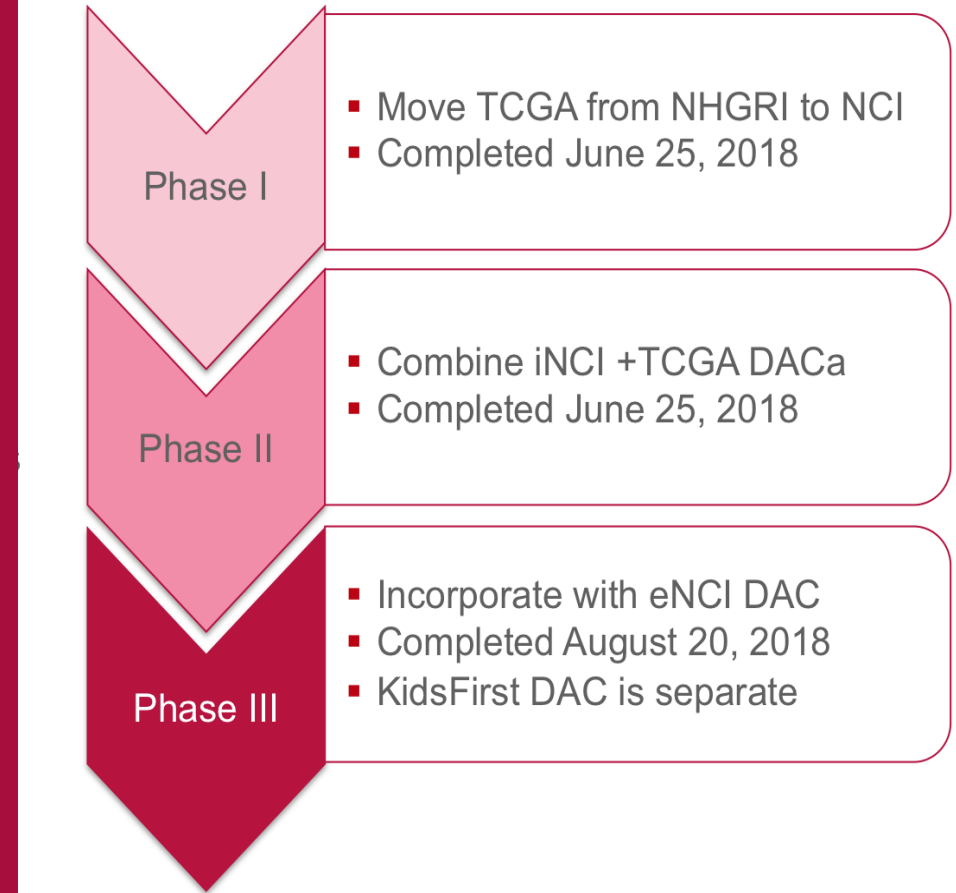 Phase I
▪ Move TCGA from NHGRI to NCI
▪ Completed June 25, 2018
Phase II
▪ Combine iNCI +TCGA DACa
▪ Completed June 25, 2018
Phase III
▪ Incorporate with eNCI DAC
▪ Completed August 20, 2018
▪ KidsFirst DAC is separate